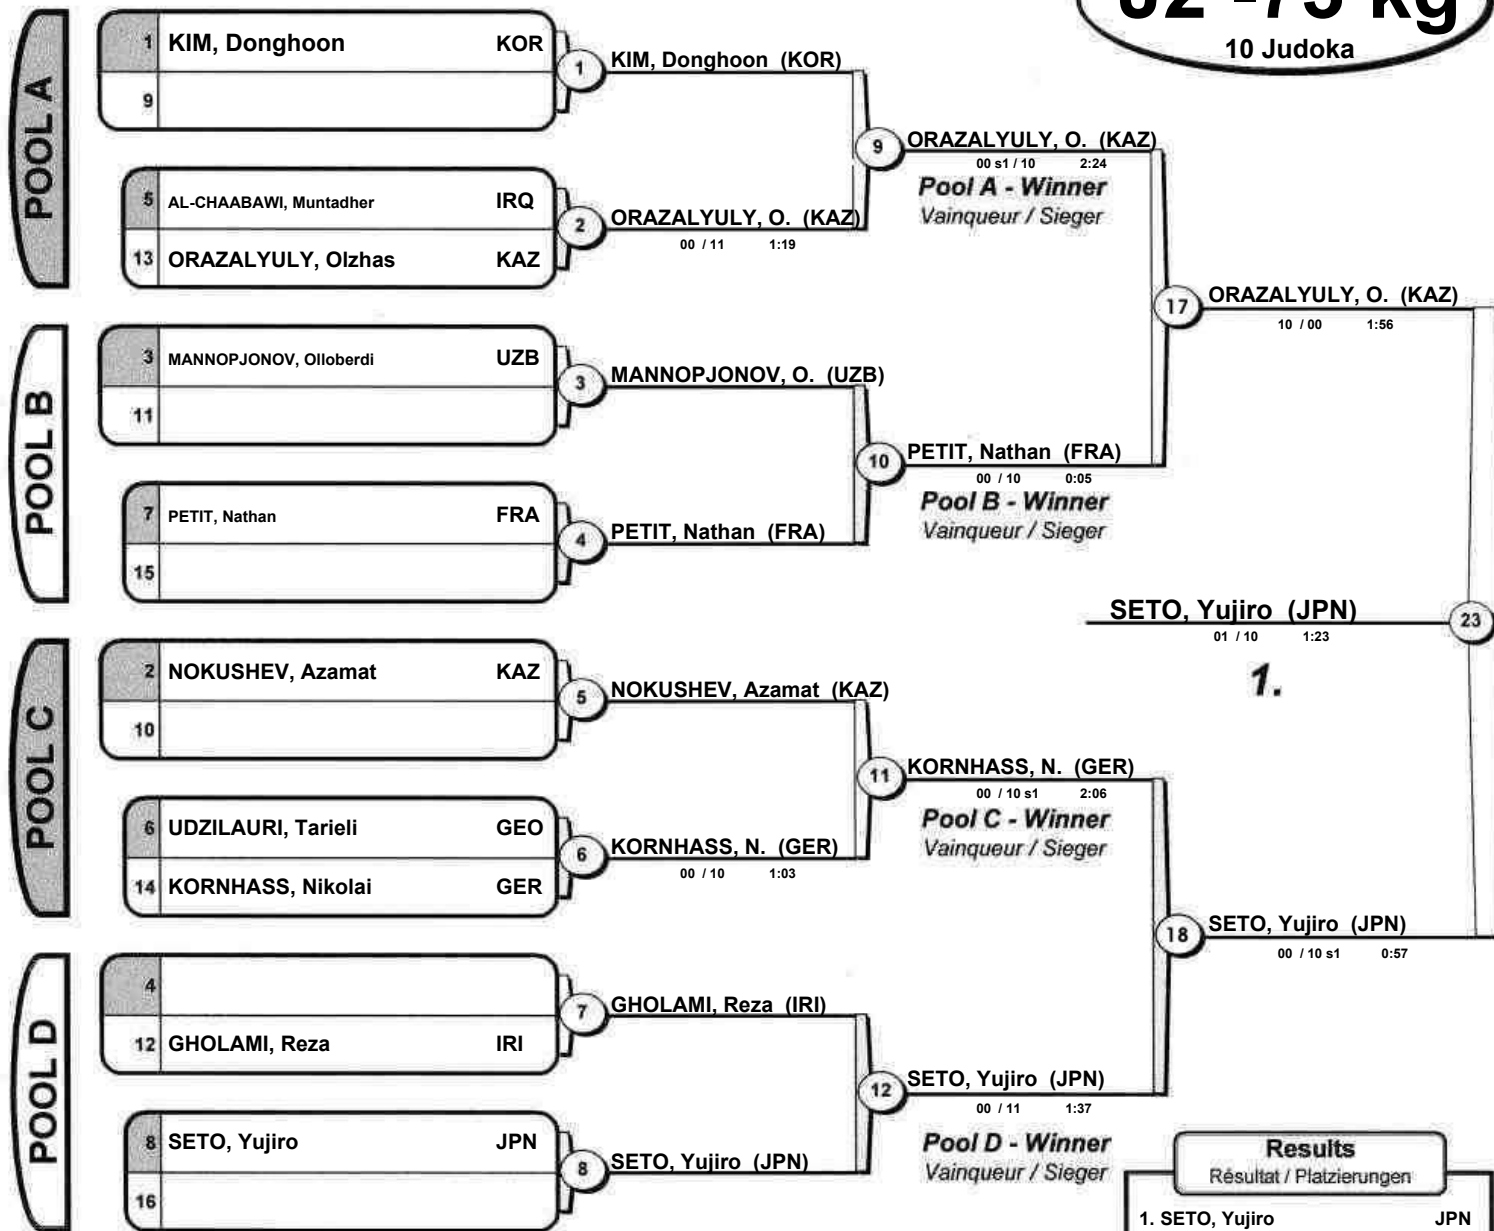 J2 -73 kg
10 Judoka
POOL A
1 KIM, Donghoon KOR
9
1
KIM, Donghoon (KOR)
5 AL-CHAABAWI, Muntadher IRQ
13 ORAZALYULY, Olzhas KAZ
2
ORAZALYULY, O. (KAZ)
00 / 11 1:19
9
ORAZALYULY, O. (KAZ)
00 s1 / 10 2:24
Pool A - Winner
Vainqueur / Sieger
POOL B
3 MANNOPJONOV, Olloberdi UZB
11
3
MANNOPJONOV, O. (UZB)
7 PETIT, Nathan FRA
15
4
PETIT, Nathan (FRA)
10
PETIT, Nathan (FRA)
00 / 10 0:05
Pool B - Winner
Vainqueur / Sieger
17
ORAZALYULY, O. (KAZ)
10 / 00 1:56
SETO, Yujiro (JPN)
01 / 10 1:23
23
1.
POOL C
2 NOKUSHEV, Azamat KAZ
10
5
NOKUSHEV, Azamat (KAZ)
6 UDZILAURI, Tarieli GEO
14 KORNHASS, Nikolai GER
6
KORNHASS, N. (GER)
00 / 10 1:03
11
KORNHASS, N. (GER)
00 / 10 s1 2:06
Pool C - Winner
Vainqueur / Sieger
POOL D
4
12 GHOLAMI, Reza IRI
7
GHOLAMI, Reza (IRI)
8 SETO, Yujiro JPN
16
8
SETO, Yujiro (JPN)
12
SETO, Yujiro (JPN)
00 / 11 1:37
Pool D - Winner
Vainqueur / Sieger
18
SETO, Yujiro (JPN)
00 / 10 s1 0:57
Results
Résultat / Platzierungen
1. SETO, Yujiro JPN